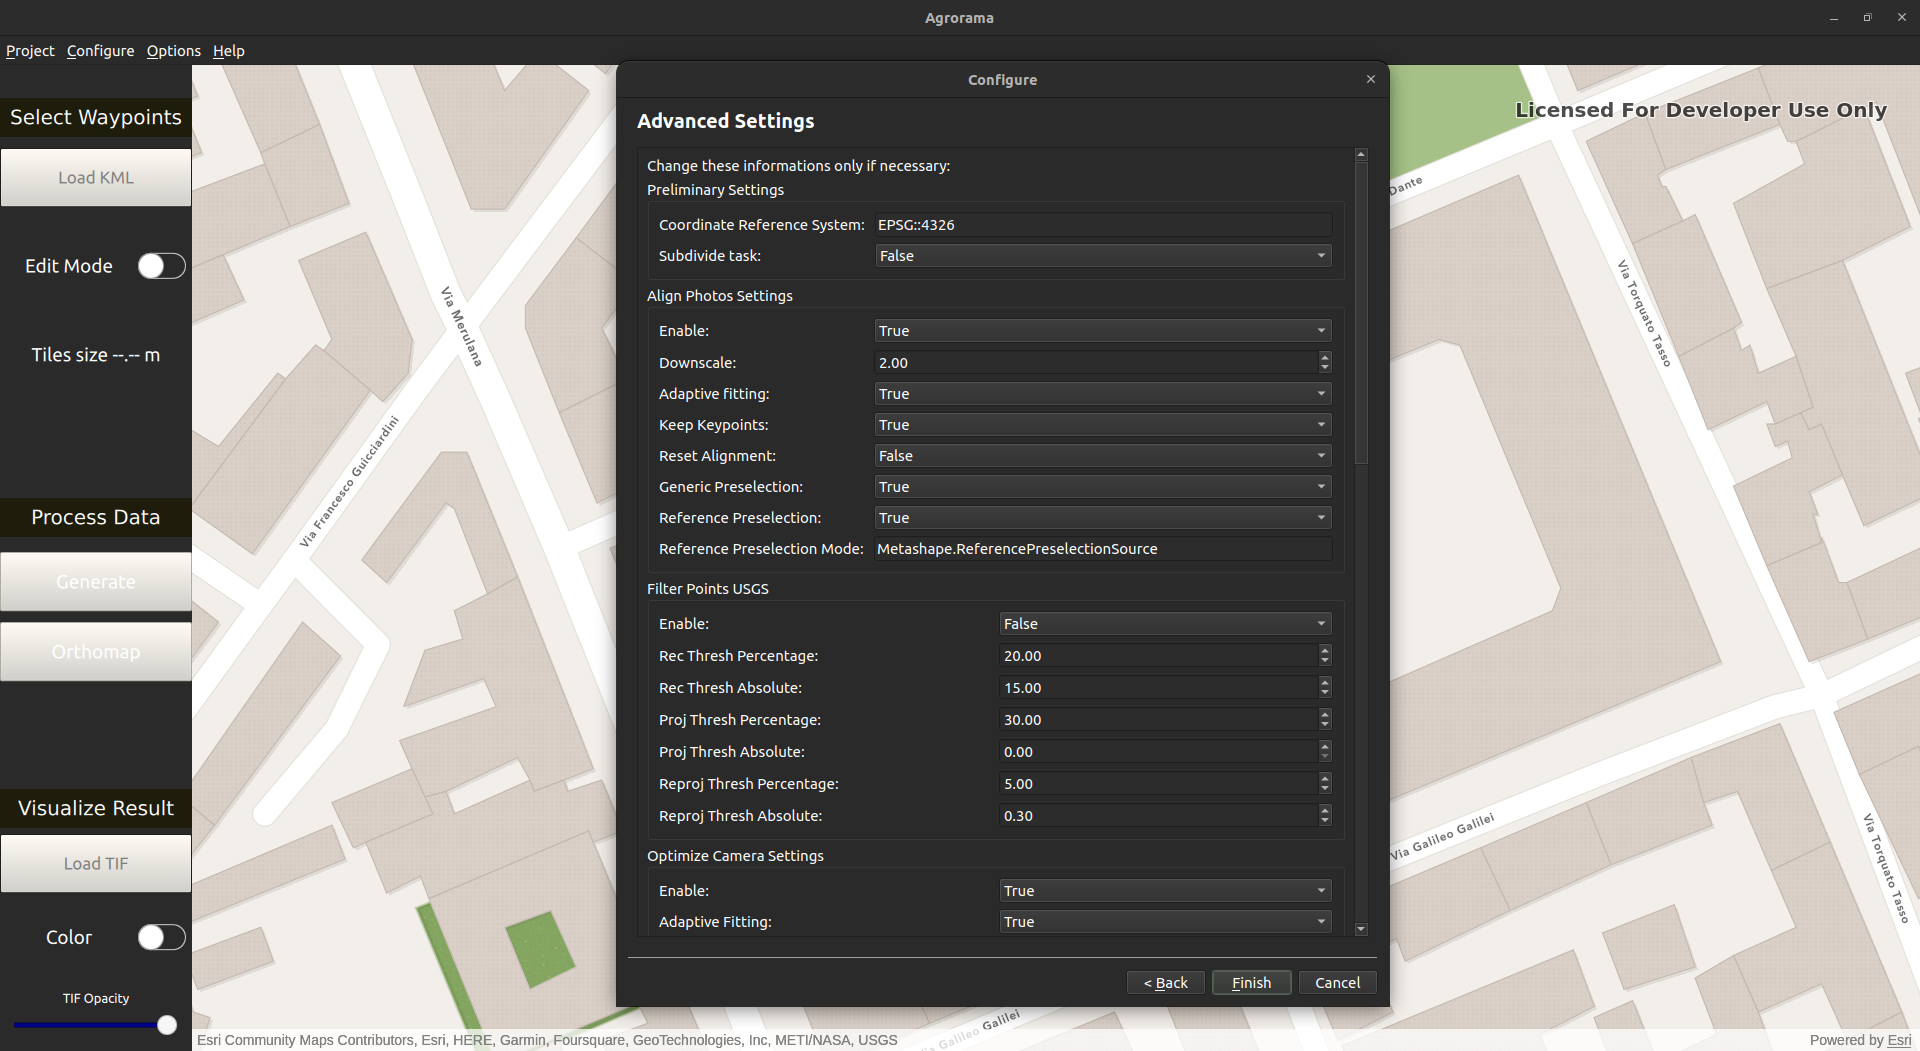 Agrorama
Project Configure Options Help
Select Waypoints
Load KML
Edit Mode
Tiles size --.-- m
Process Data
Generate
Orthomap
Visualize Result
Load TIF
Color
TIF Opacity
Via Merulana
Via Francesco Guicciardini
Configure
Advanced Settings
Change these informations only if necessary:
Preliminary Settings
Coordinate Reference System: EPSG::4326
Subdivide task: False
Align Photos Settings
Enable: True
Downscale: 2.00
Adaptive fitting: True
Keep Keypoints: True
Reset Alignment: False
Generic Preselection: True
Reference Preselection: True
Reference Preselection Mode: Metashape.ReferencePreselectionSource
Filter Points USGS
Enable: False
Rec Thresh Percentage: 20.00
Rec Thresh Absolute: 15.00
Proj Thresh Percentage: 30.00
Proj Thresh Absolute: 0.00
Reproj Thresh Percentage: 5.00
Reproj Thresh Absolute: 0.30
Optimize Camera Settings
Enable: True
Adaptive Fitting: True
< Back Finish Cancel
Licensed For Developer Use Only
Dante
Via Torquato Tasso
Via Galileo Galilei
Via Torquato Tasso
Via Galileo Galilei
Esri Community Maps Contributors, Esri, HERE, Garmin, Foursquare, GeoTechnologies, Inc, METI/NASA, USGS
Powered by Esri